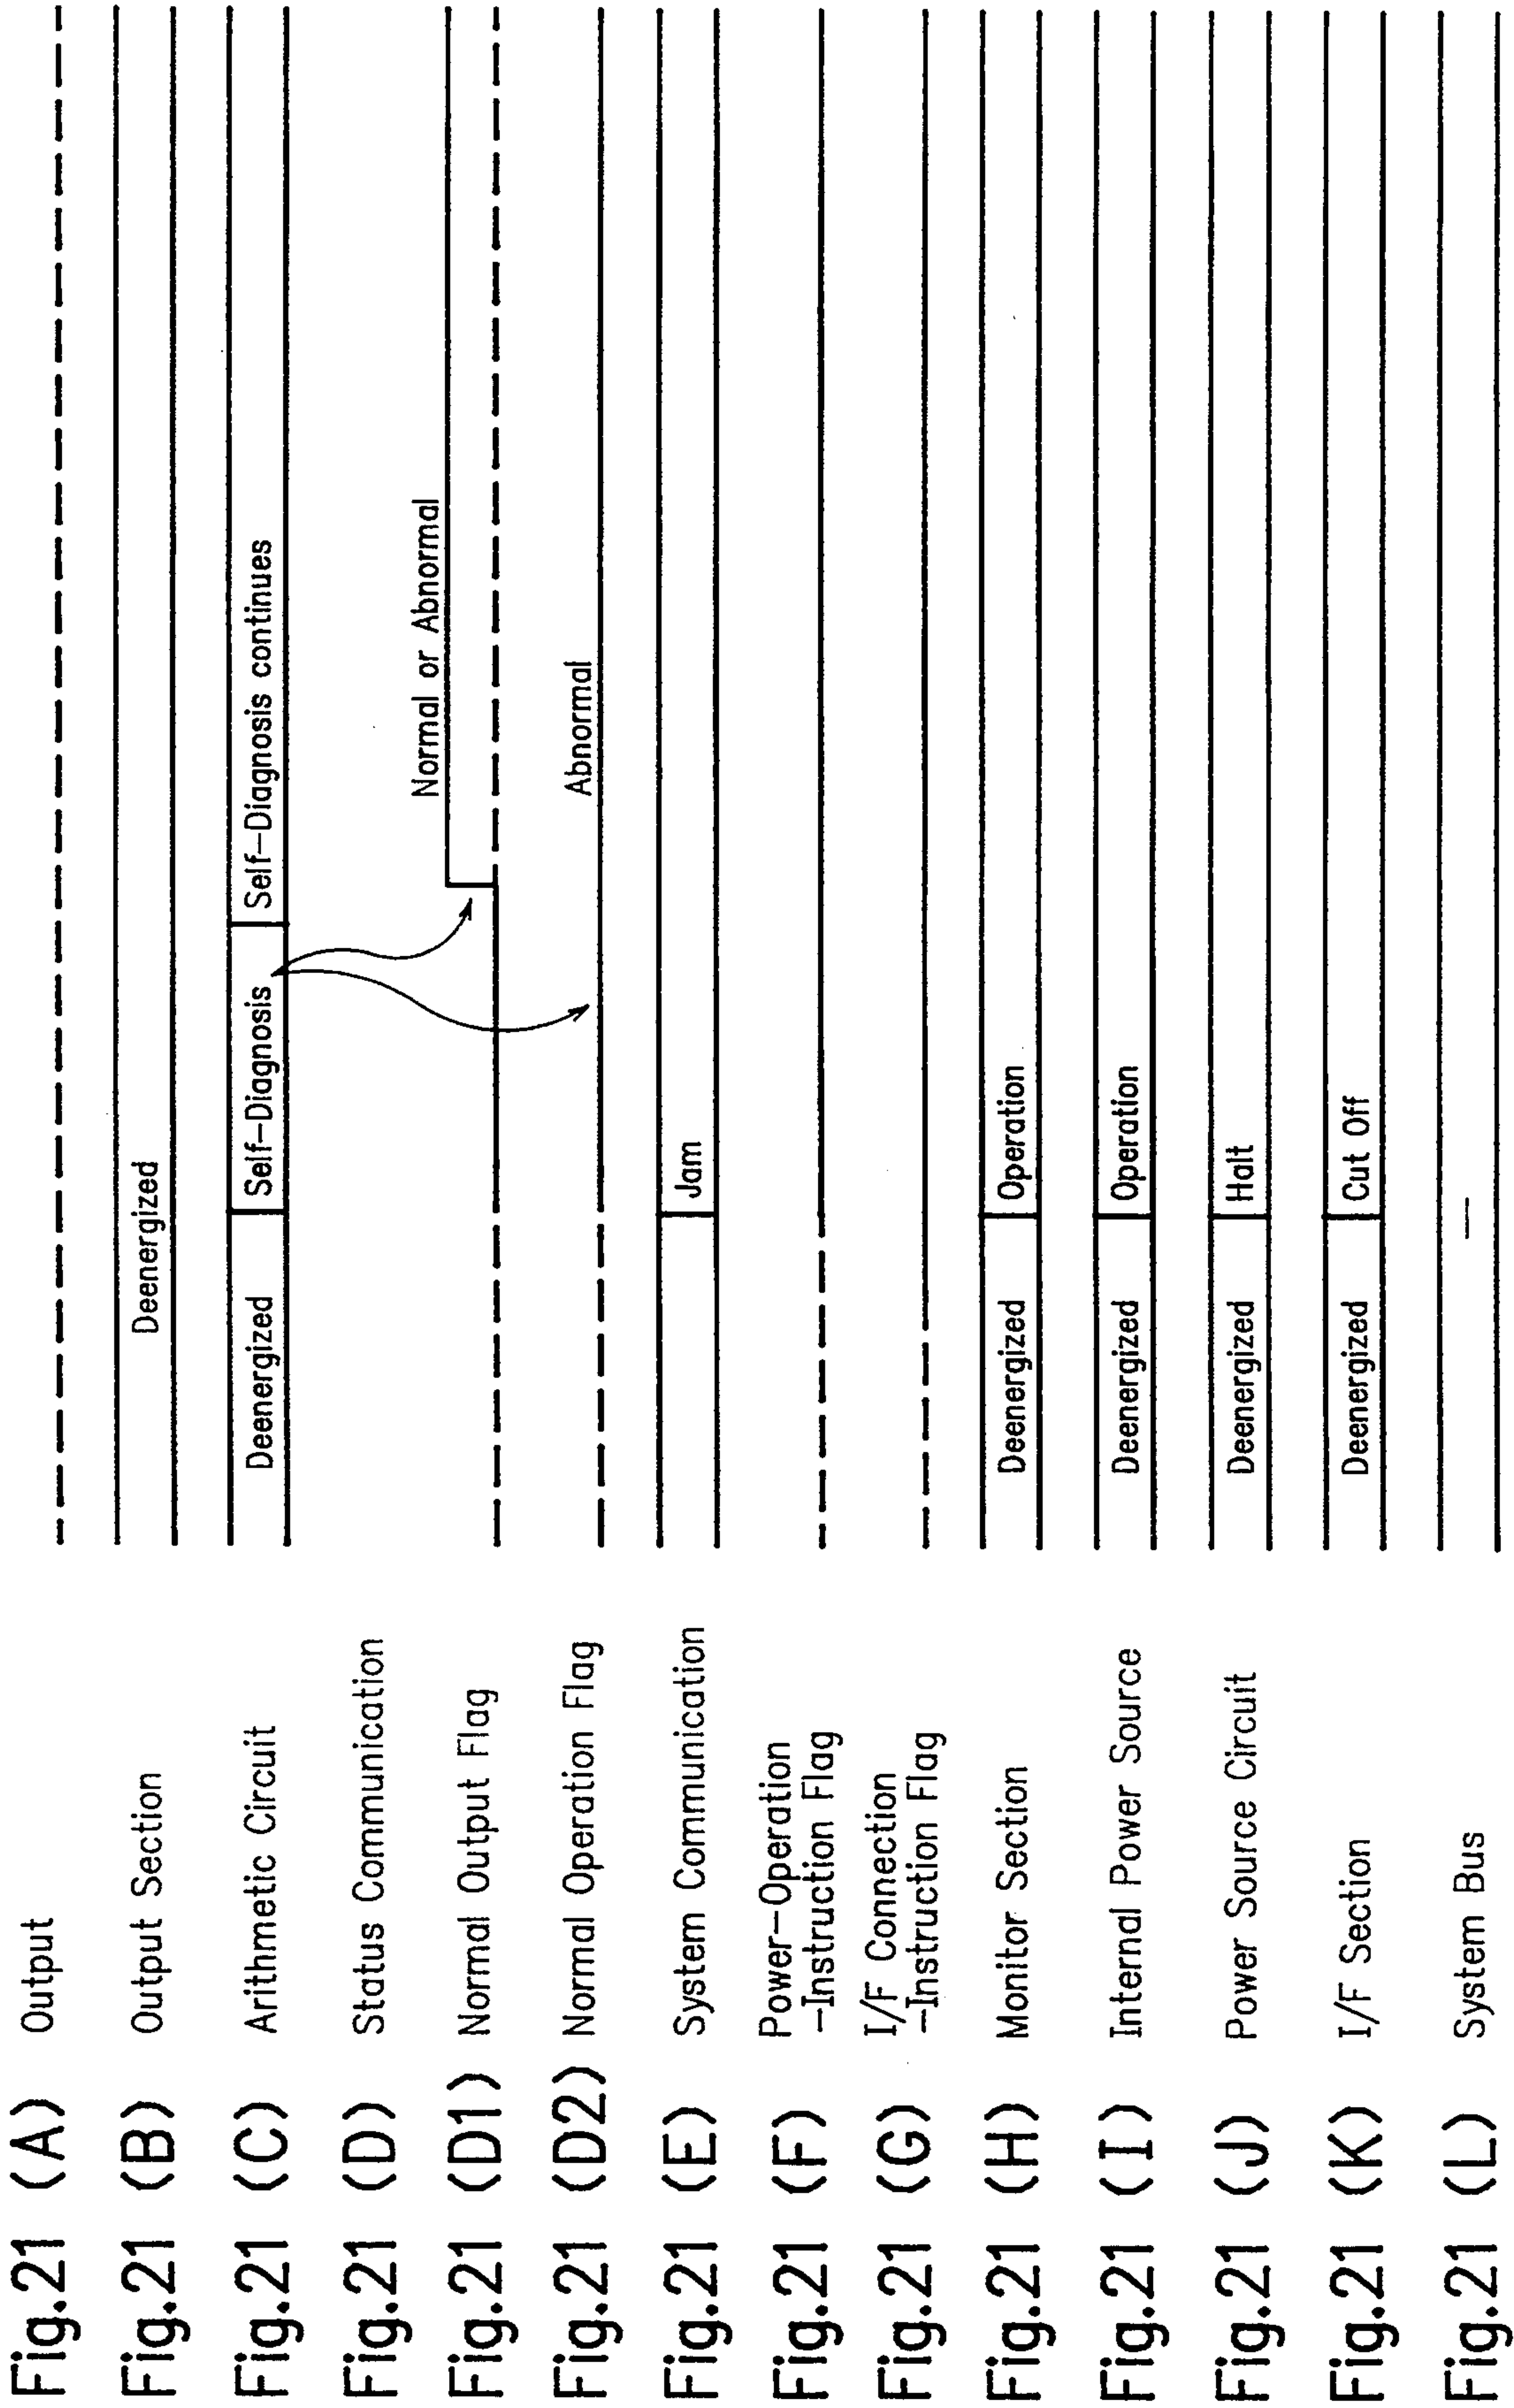 Fig.21 (A) Output
Fig.21 (B) Output Section Deenergized
Fig.21 (C) Arithmetic Circuit Deenergized Self-Diagnosis Self-Diagnosis continues
Fig.21 (D) Status Communication
Normal or Abnormal
Fig.21 (D1) Normal Output Flag
Abnormal
Fig.21 (D2) Normal Operation Flag
Fig.21 (E) System Communication Jam
Fig.21 (F) Power-Operation
-Instruction Flag
Fig.21 (G) I/F Connection
-Instruction Flag
Fig.21 (H) Monitor Section Deenergized Operation
Fig.21 (I) Internal Power Source Deenergized Operation
Fig.21 (J) Power Source Circuit Deenergized Halt
Fig.21 (K) I/F Section Deenergized Cut Off
Fig.21 (L) System Bus —